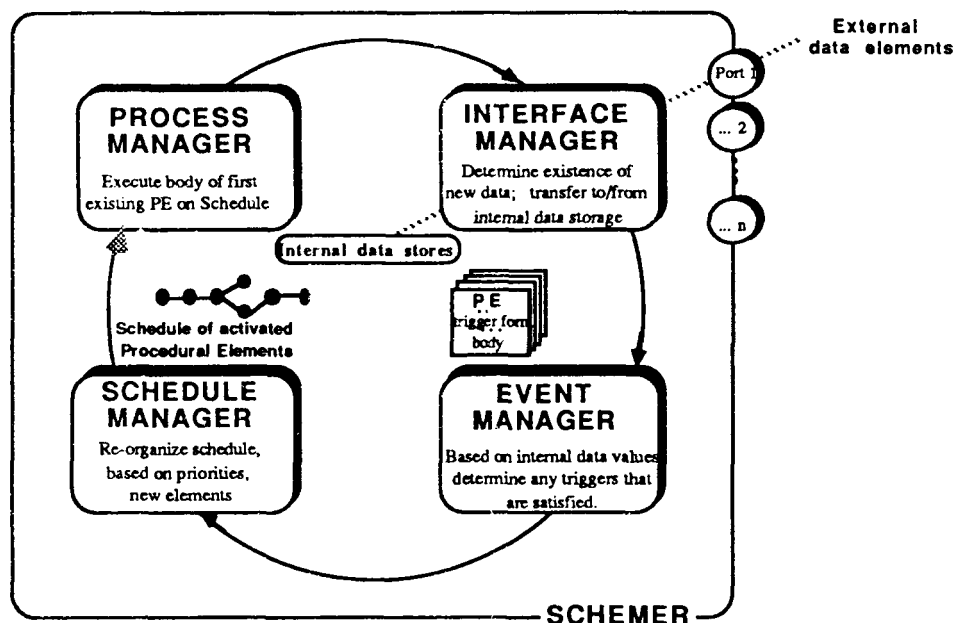 External
data elements
Port 1
... 2
... n
PROCESS
MANAGER
Execute body of first
existing PE on Schedule
INTERFACE
MANAGER
Determine existence of
new data; transfer to/from
internal data storage
Internal data stores
Schedule of activated
Procedural Elements
PE
trigger form
body
SCHEDULE
MANAGER
Re-organize schedule,
based on priorities,
new elements
EVENT
MANAGER
Based on internal data values
determine any triggers that
are satisfied.
SCHEMER